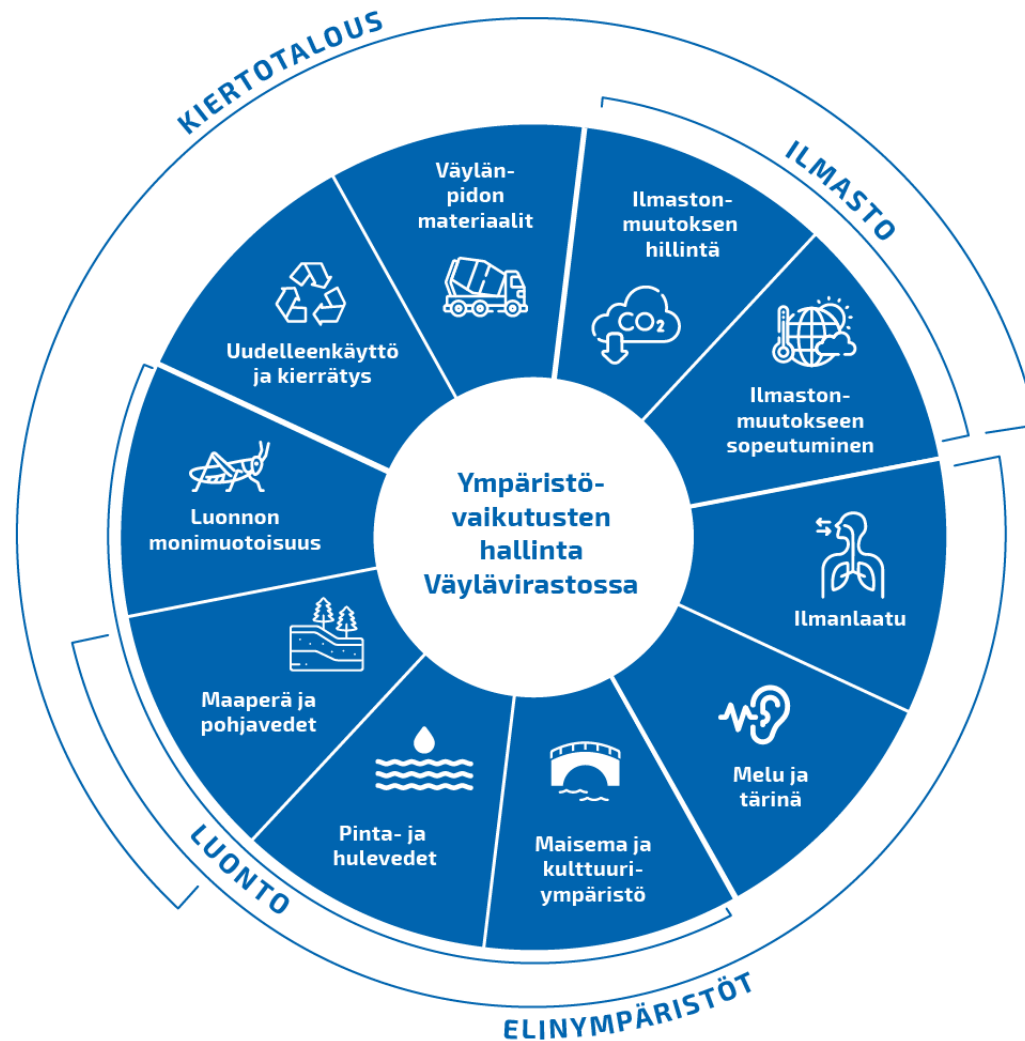 KIERTOTALOUS
ILMASTO
Väylän-
pidon
materiaalit
Ilmaston-
muutoksen
hillintä
CO₂
Uudelleenkäyttö
ja kierrätys
Ilmaston-
muutokseen
sopeutuminen
Ympäristö-
vaikutusten
hallinta
Väylävirastossa
Luonnon
monimuotoisuus
Ilmanlaatu
Maaperä ja
pohjavedet
Melu ja
tärinä
Pinta- ja
hulevedet
Maisema ja
kulttuuri-
ympäristö
LUONTO
ELINYMPÄRISTÖT